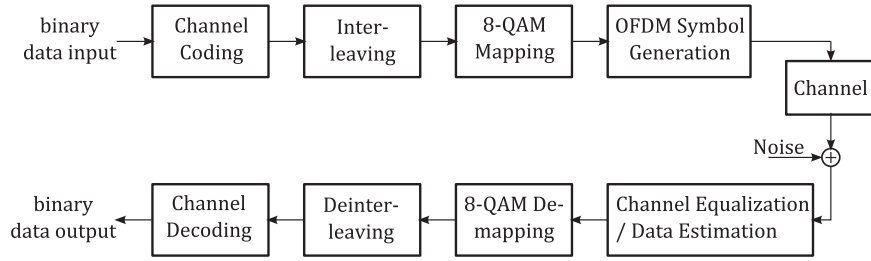 binary
data input
Channel
Coding
Inter-
leaving
8-QAM
Mapping
OFDM Symbol
Generation
Channel
Noise
+
Channel Equalization
/ Data Estimation
8-QAM De-
mapping
Deinter-
leaving
Channel
Decoding
binary
data output